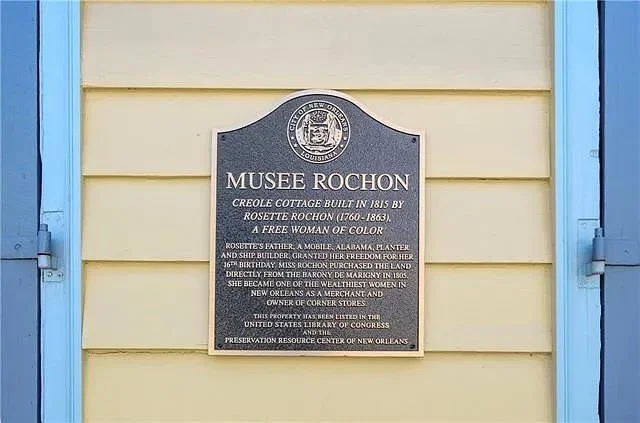 CITY OF NEW ORLEANS
LOUISIANA
MUSEE ROCHON
CREOLE COTTAGE BUILT IN 1815 BY
ROSETTE ROCHON (1760-1863),
A FREE WOMAN OF COLOR
ROSETTE'S FATHER, A MOBILE, ALABAMA, PLANTER
AND SHIP BUILDER, GRANTED HER FREEDOM FOR HER
16TH BIRTHDAY. MISS ROCHON PURCHASED THE LAND
DIRECTLY FROM THE BARONY DE MARIGNY IN 1805.
SHE BECAME ONE OF THE WEALTHIEST WOMEN IN
NEW ORLEANS AS A MERCHANT AND
OWNER OF CORNER STORES.
THIS PROPERTY HAS BEEN LISTED IN THE
UNITED STATES LIBRARY OF CONGRESS
AND THE
PRESERVATION RESOURCE CENTER OF NEW ORLEANS